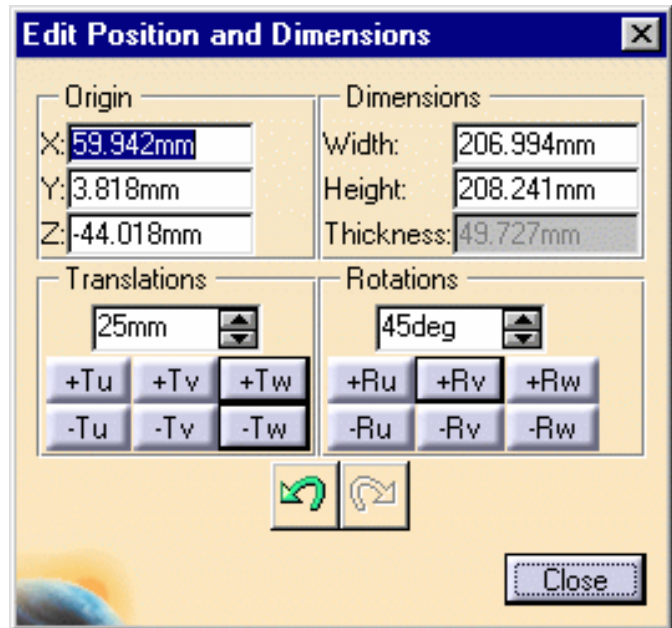 Edit Position and Dimensions
Origin
X: 59.942mm
Y: 3.818mm
Z: -44.018mm
Dimensions
Width: 206.994mm
Height: 208.241mm
Thickness: 49.727mm
Translations
25mm
+Tu +Tv +Tw
-Tu -Tv -Tw
Rotations
45deg
+Ru +Rv +Rw
-Ru -Rv -Rw
Close